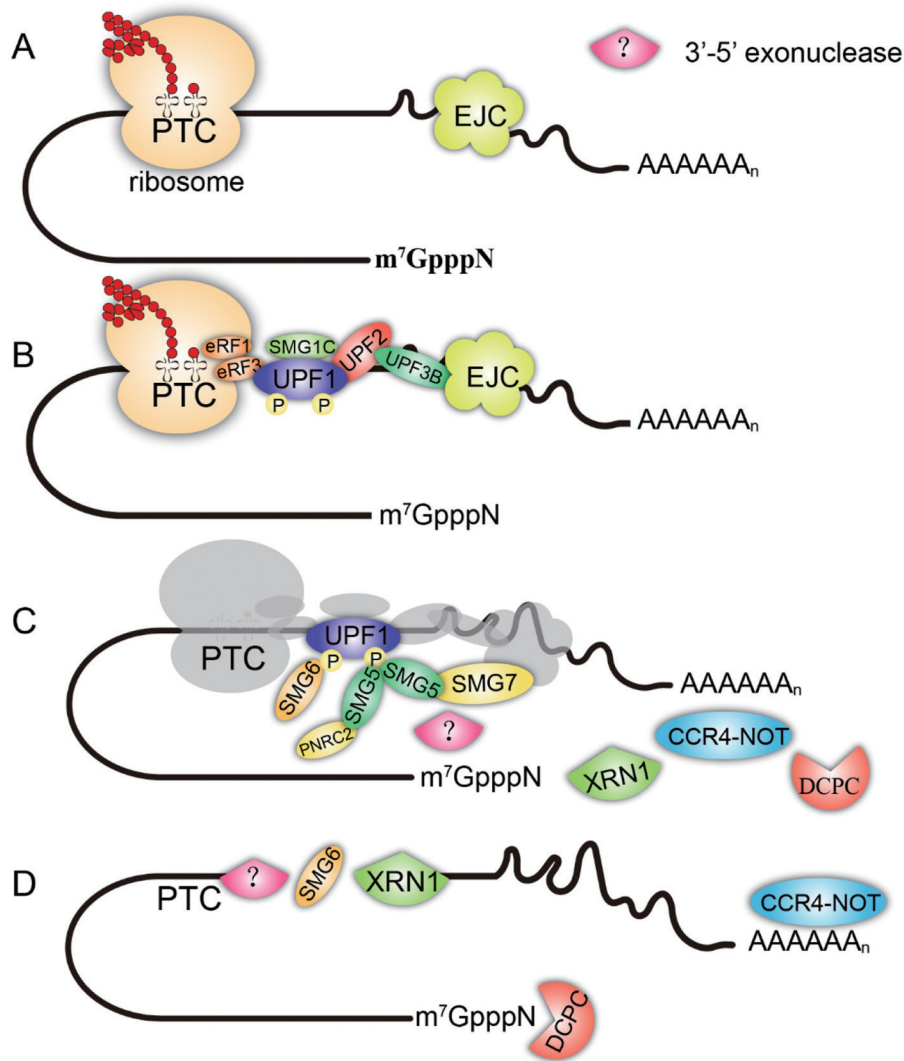 A
?
3'-5' exonuclease
PTC
ribosome
EJC
AAAAAAₙ
m⁷GpppN
B
eRF1
eRF3
PTC
SMG1C
UPF1
P
P
UPF2
UPF3B
EJC
AAAAAAₙ
m⁷GpppN
C
PTC
UPF1
P
P
SMG6
SMG5
SMG5
SMG7
PNRC2
?
AAAAAAₙ
m⁷GpppN
XRN1
CCR4-NOT
DCPC
D
PTC
?
SMG6
XRN1
CCR4-NOT
AAAAAAₙ
m⁷GpppN
DCPC